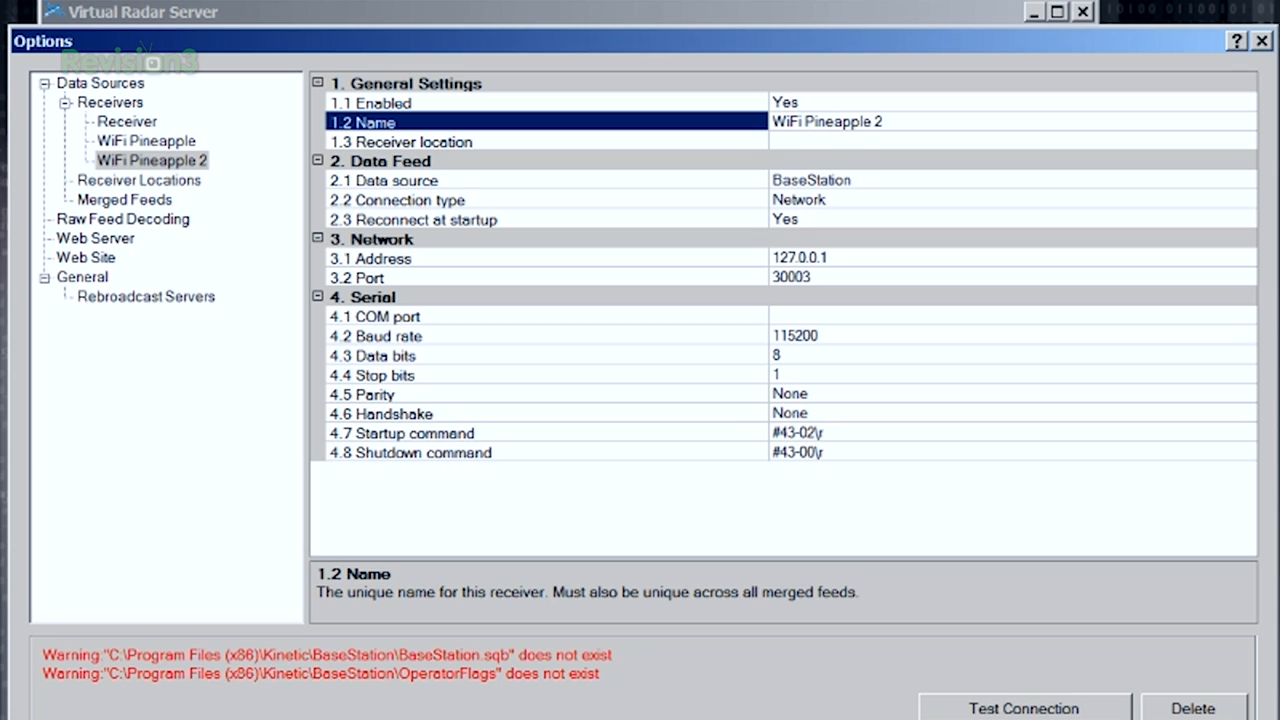 Virtual Radar Server
Options
Revision3
Data Sources
Receivers
Receiver
WiFi Pineapple
WiFi Pineapple 2
Receiver Locations
Merged Feeds
Raw Feed Decoding
Web Server
Web Site
General
Rebroadcast Servers
1. General Settings
1.1 Enabled Yes
1.2 Name WiFi Pineapple 2
1.3 Receiver location
2. Data Feed
2.1 Data source BaseStation
2.2 Connection type Network
2.3 Reconnect at startup Yes
3. Network
3.1 Address 127.0.0.1
3.2 Port 30003
4. Serial
4.1 COM port
4.2 Baud rate 115200
4.3 Data bits 8
4.4 Stop bits 1
4.5 Parity None
4.6 Handshake None
4.7 Startup command #43-02\r
4.8 Shutdown command #43-00\r
1.2 Name
The unique name for this receiver. Must also be unique across all merged feeds.
Warning:"C:\Program Files (x86)\Kinetic\BaseStation\BaseStation.sqb" does not exist
Warning:"C:\Program Files (x86)\Kinetic\BaseStation\OperatorFlags" does not exist
Test Connection Delete